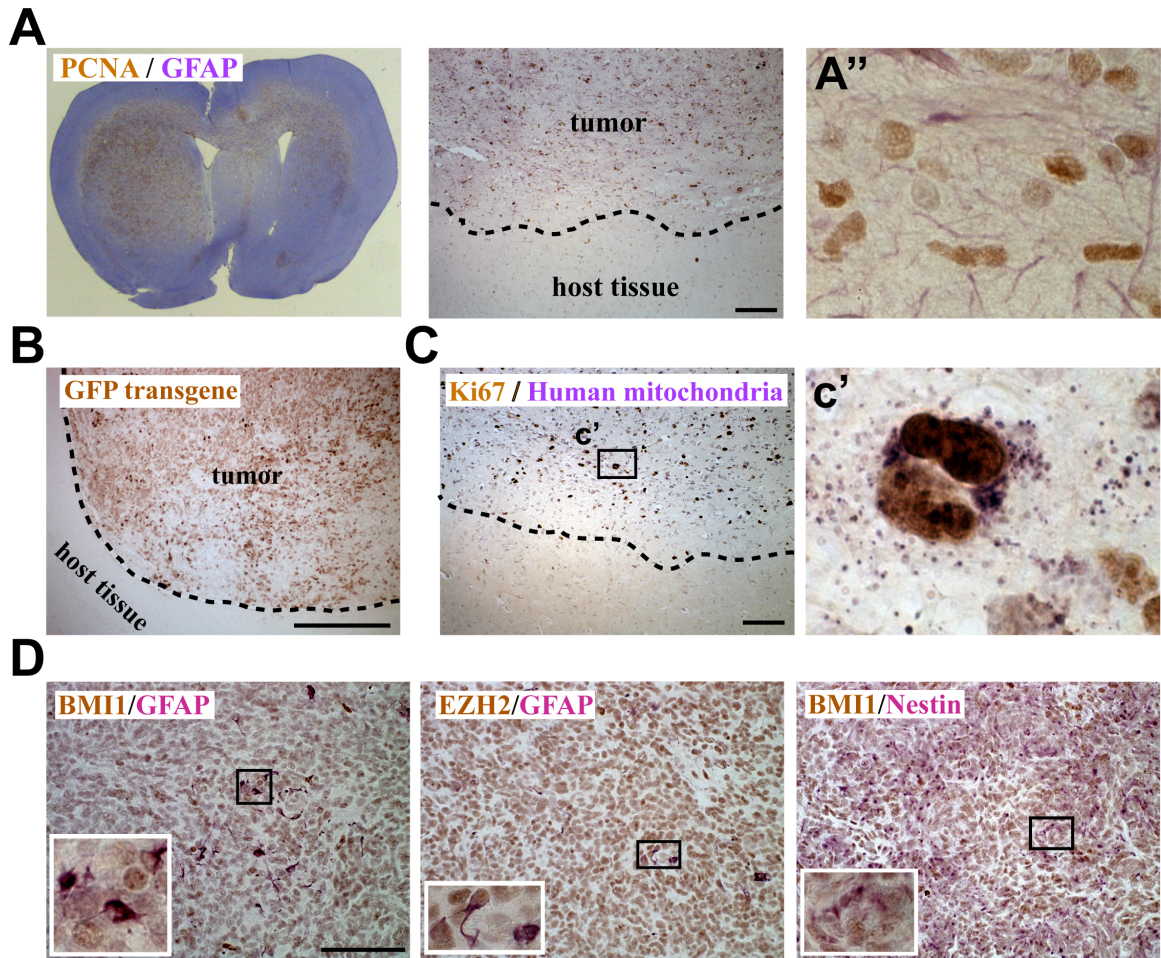 A
PCNA / GFAP
tumor
host tissue
A’’
B
GFP transgene
tumor
host tissue
C
Ki67 / Human mitochondria
c’
c’
D
BMI1/GFAP
EZH2/GFAP
BMI1/Nestin